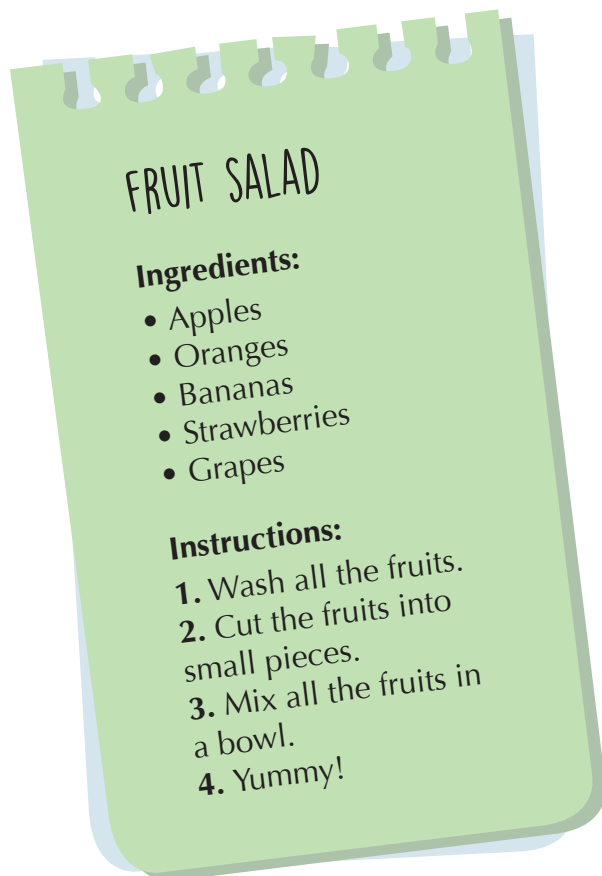 FRUIT SALAD
Ingredients:
• Apples
• Oranges
• Bananas
• Strawberries
• Grapes
Instructions:
1. Wash all the fruits.
2. Cut the fruits into
small pieces.
3. Mix all the fruits in
a bowl.
4. Yummy!